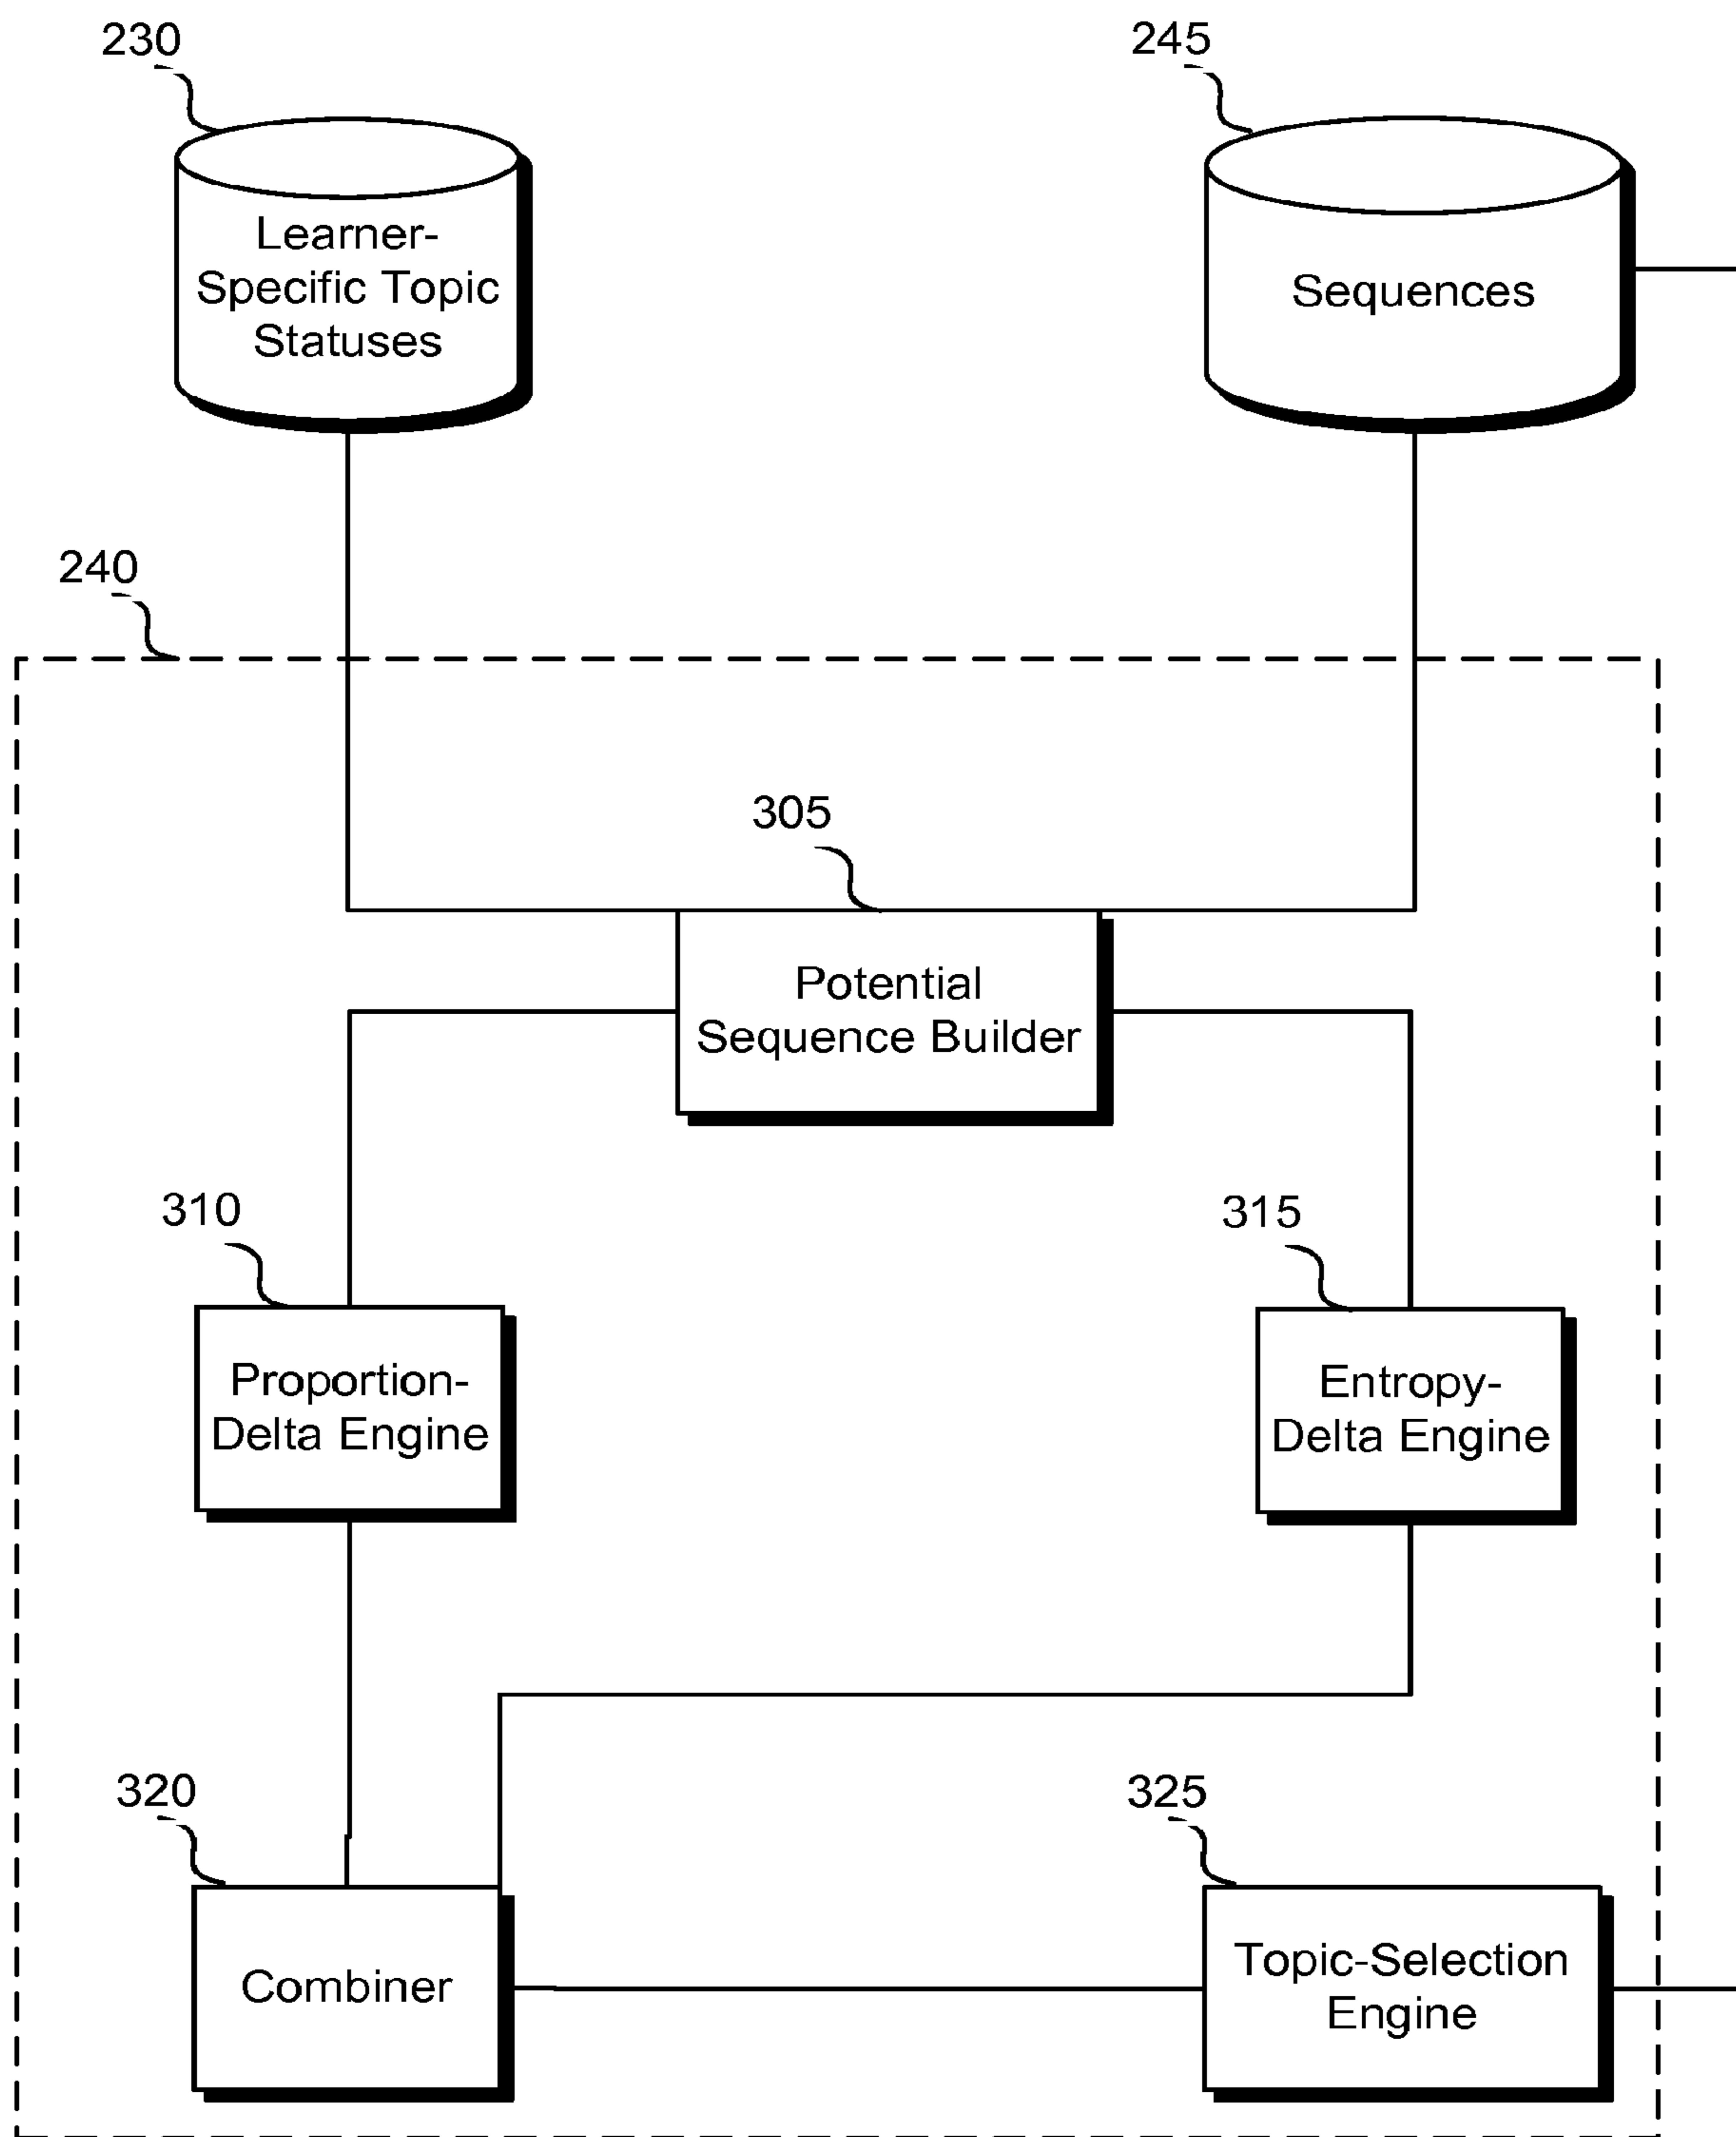 230
245
Learner-
Specific Topic
Statuses
Sequences
240
305
Potential
Sequence Builder
310
315
Proportion-
Delta Engine
Entropy-
Delta Engine
320
325
Combiner
Topic-Selection
Engine